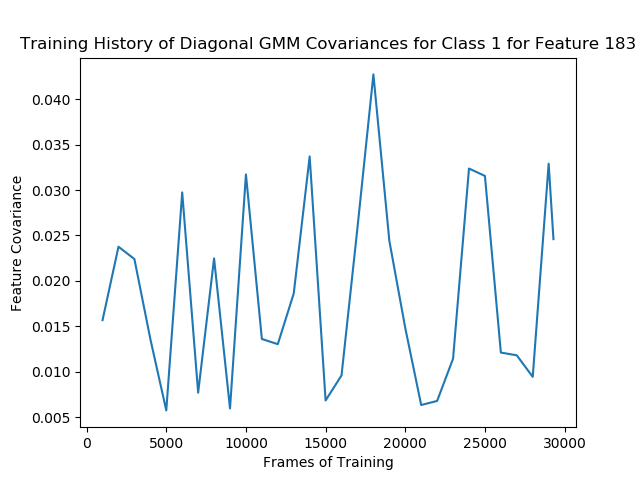 Training History of Diagonal GMM Covariances for Class 1 for Feature 183
0.040
0.035
0.030
0.025
0.020
0.015
0.010
0.005
Feature Covariance
0 5000 10000 15000 20000 25000 30000
Frames of Training